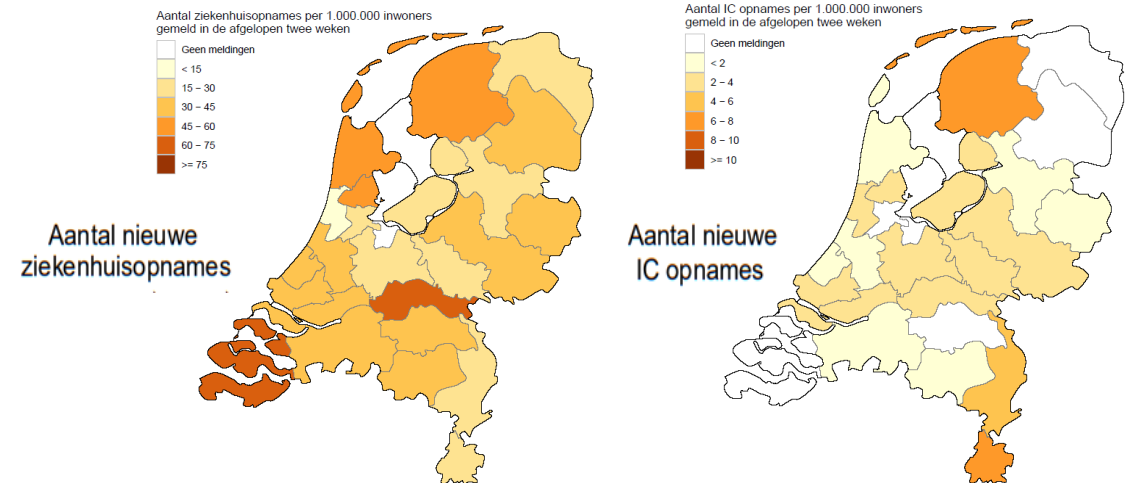 Aantal ziekenhuisopnames per 1.000.000 inwoners
gemeld in de afgelopen twee weken
Geen meldingen
< 15
15 – 30
30 – 45
45 – 60
60 – 75
>= 75
Aantal nieuwe
ziekenhuisopnames
Aantal IC opnames per 1.000.000 inwoners
gemeld in de afgelopen twee weken
Geen meldingen
< 2
2 – 4
4 – 6
6 – 8
8 – 10
>= 10
Aantal nieuwe
IC opnames